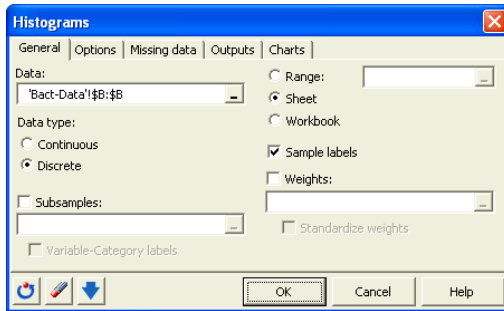 Histograms
General Options Missing data Outputs Charts
Data:
'Bact-Data'!$B:$B
Data type:
Continuous
Discrete
Subsamples:
Variable-Category labels
Range:
Sheet
Workbook
Sample labels
Weights:
Standardize weights
OK Cancel Help